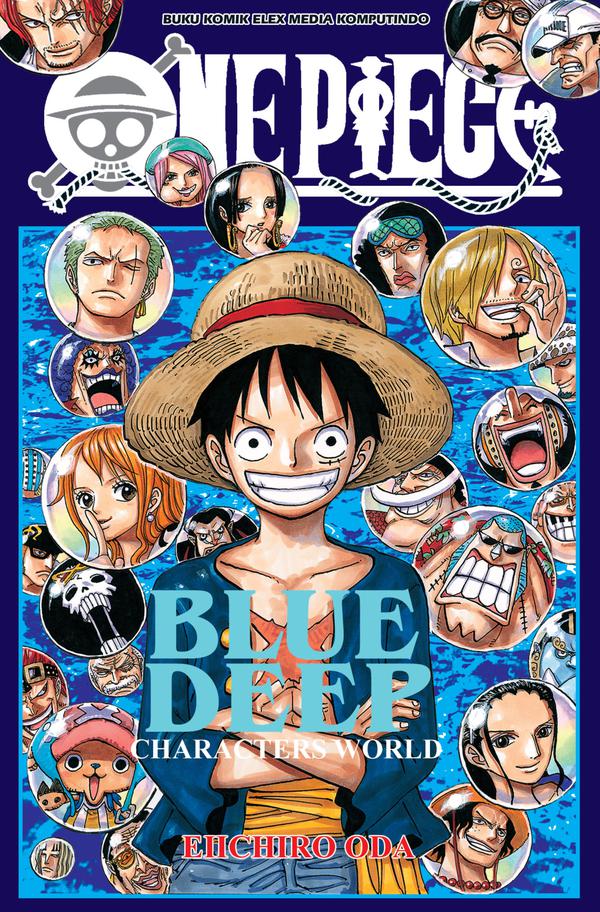 BUKU KOMIK ELEX MEDIA KOMPUTINDO
ONE PIECE
BLUE
DEEP
CHARACTERS WORLD
EIICHIRO ODA